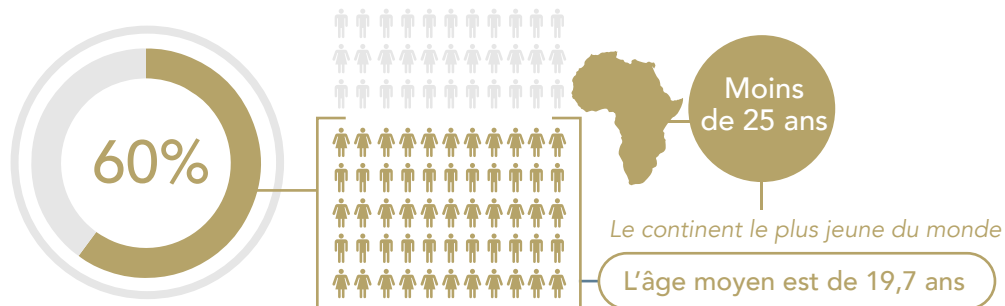 60%
Moins
de 25 ans
Le continent le plus jeune du monde
L'âge moyen est de 19,7 ans